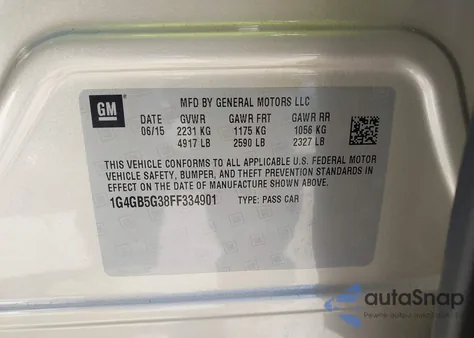 GM
MFD BY GENERAL MOTORS LLC
DATE GVWR GAWR FRT GAWR RR
06/15 2231 KG 1175 KG 1056 KG
4917 LB 2590 LB 2327 LB
THIS VEHICLE CONFORMS TO ALL APPLICABLE U.S. FEDERAL MOTOR
VEHICLE SAFETY, BUMPER, AND THEFT PREVENTION STANDARDS IN
EFFECT ON THE DATE OF MANUFACTURE SHOWN ABOVE.
1G4GB5G38FF334901 TYPE: PASS CAR
autoSnap